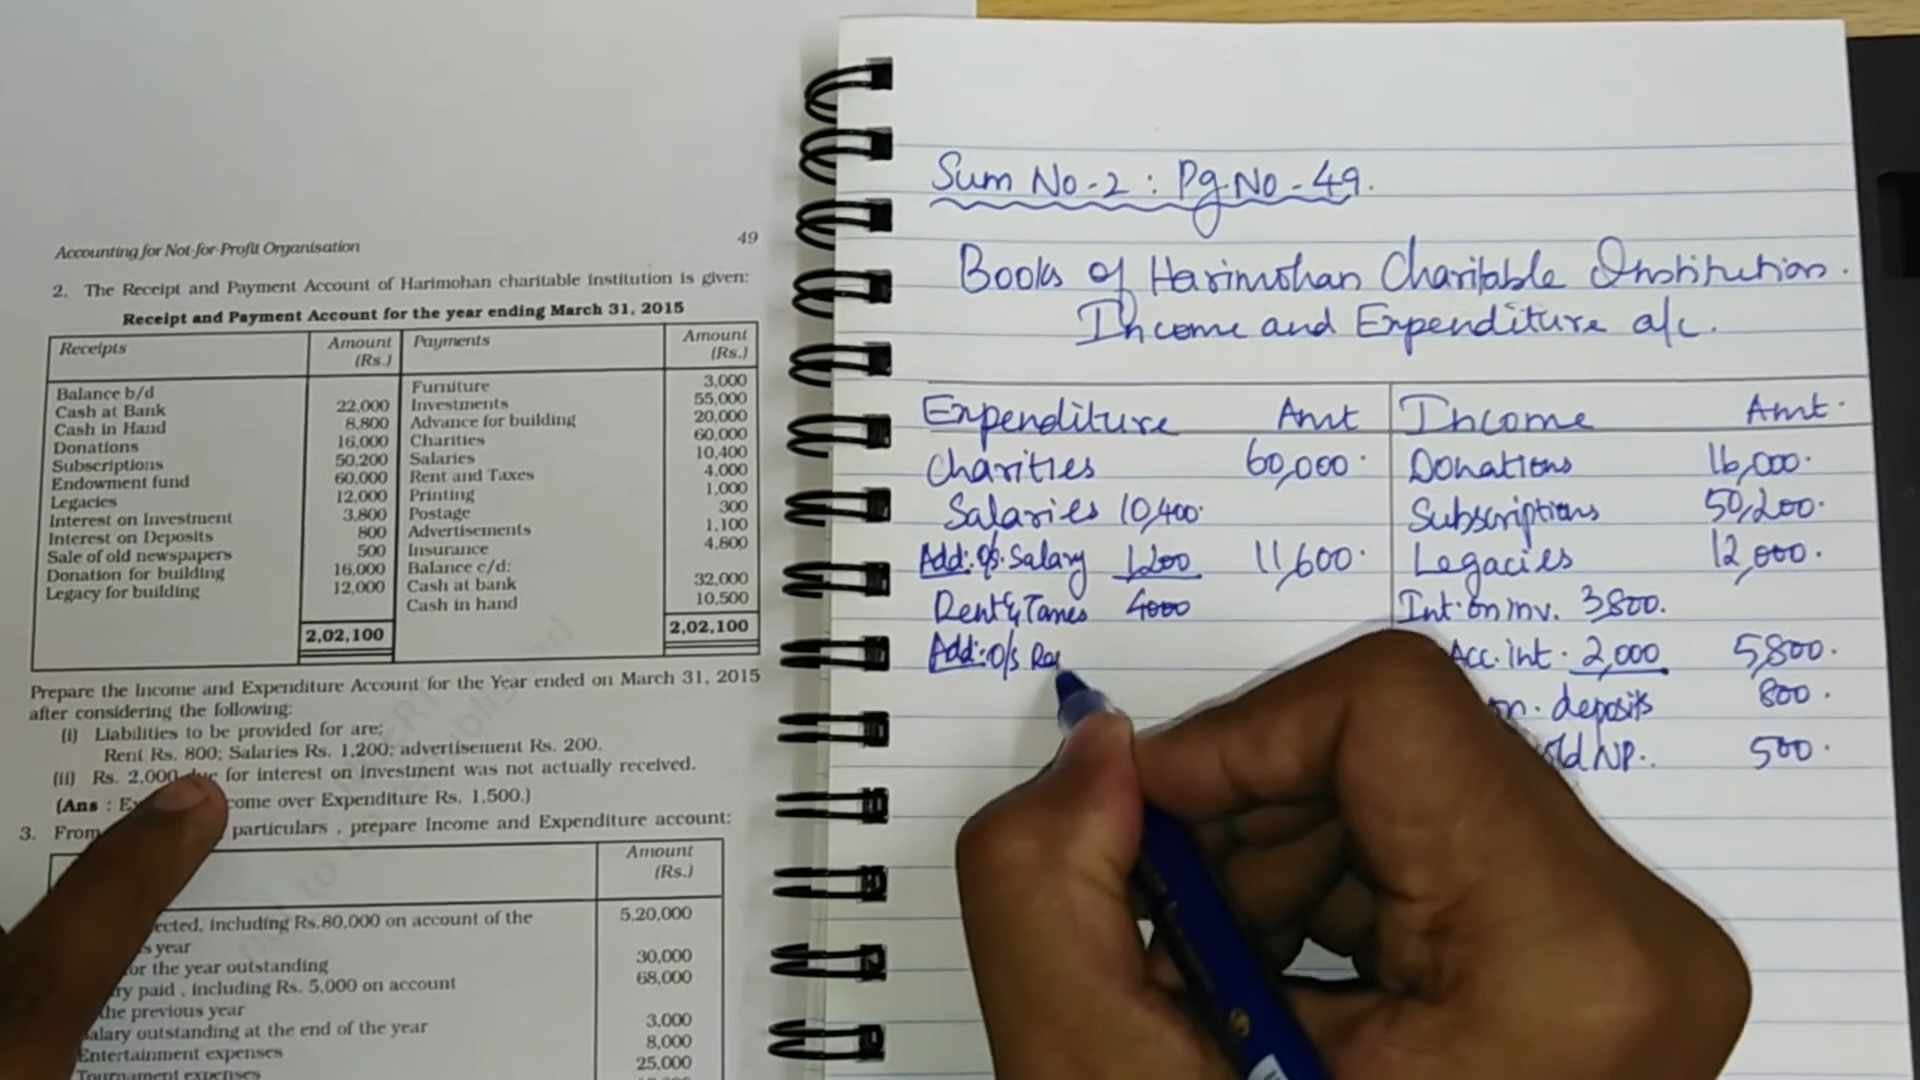 Accounting for Not-for-Profit Organisation 49
2. The Receipt and Payment Account of Harimohan charitable institution is given:
Receipt and Payment Account for the year ending March 31, 2015
Receipts Amount (Rs.) Payments Amount (Rs.)
Balance b/d Furniture 3,000
Cash at Bank 22,000 Investments 55,000
Cash in Hand 8,800 Advance for building 20,000
Donations 16,000 Charities 60,000
Subscriptions 50,200 Salaries 10,400
Endowment fund 60,000 Rent and Taxes 4,000
Legacies 12,000 Printing 1,000
Interest on Investment 3,800 Postage 300
Interest on Deposits 800 Advertisements 1,100
Sale of old newspapers 500 Insurance 4,800
Donation for building 16,000 Balance c/d:
Legacy for building 12,000 Cash at bank 32,000
Cash in hand 10,500
2,02,100 2,02,100
Prepare the Income and Expenditure Account for the Year ended on March 31, 2015
after considering the following:
(i) Liabilities to be provided for are:
Rent Rs. 800; Salaries Rs. 1,200; advertisement Rs. 200.
(ii) Rs. 2,000 due for interest on investment was not actually received.
(Ans : Ex come over Expenditure Rs. 1,500.)
3. From particulars , prepare Income and Expenditure account:
Amount
(Rs.)
ected, including Rs.80,000 on account of the 5,20,000
s year
or the year outstanding 30,000
ry paid , including Rs. 5,000 on account 68,000
the previous year
alary outstanding at the end of the year 3,000
Entertainment expenses 8,000
Tournament expenses 25,000
Sum No-2 : Pg.No-49.
Books of Harimohan Charitable Institution.
Income and Expenditure a/c.
Expenditure Amt Income Amt.
Charities 60,000. Donations 16,000.
Salaries 10,400. Subscriptions 50,200.
Add: o/s. Salary 1200 11,600. Legacies 12,000.
Rent & Taxes 4000 Int. on inv. 3800.
Add: o/s Re Acc. int. 2,000 5,800.
on. deposits 800.
old NP.. 500.